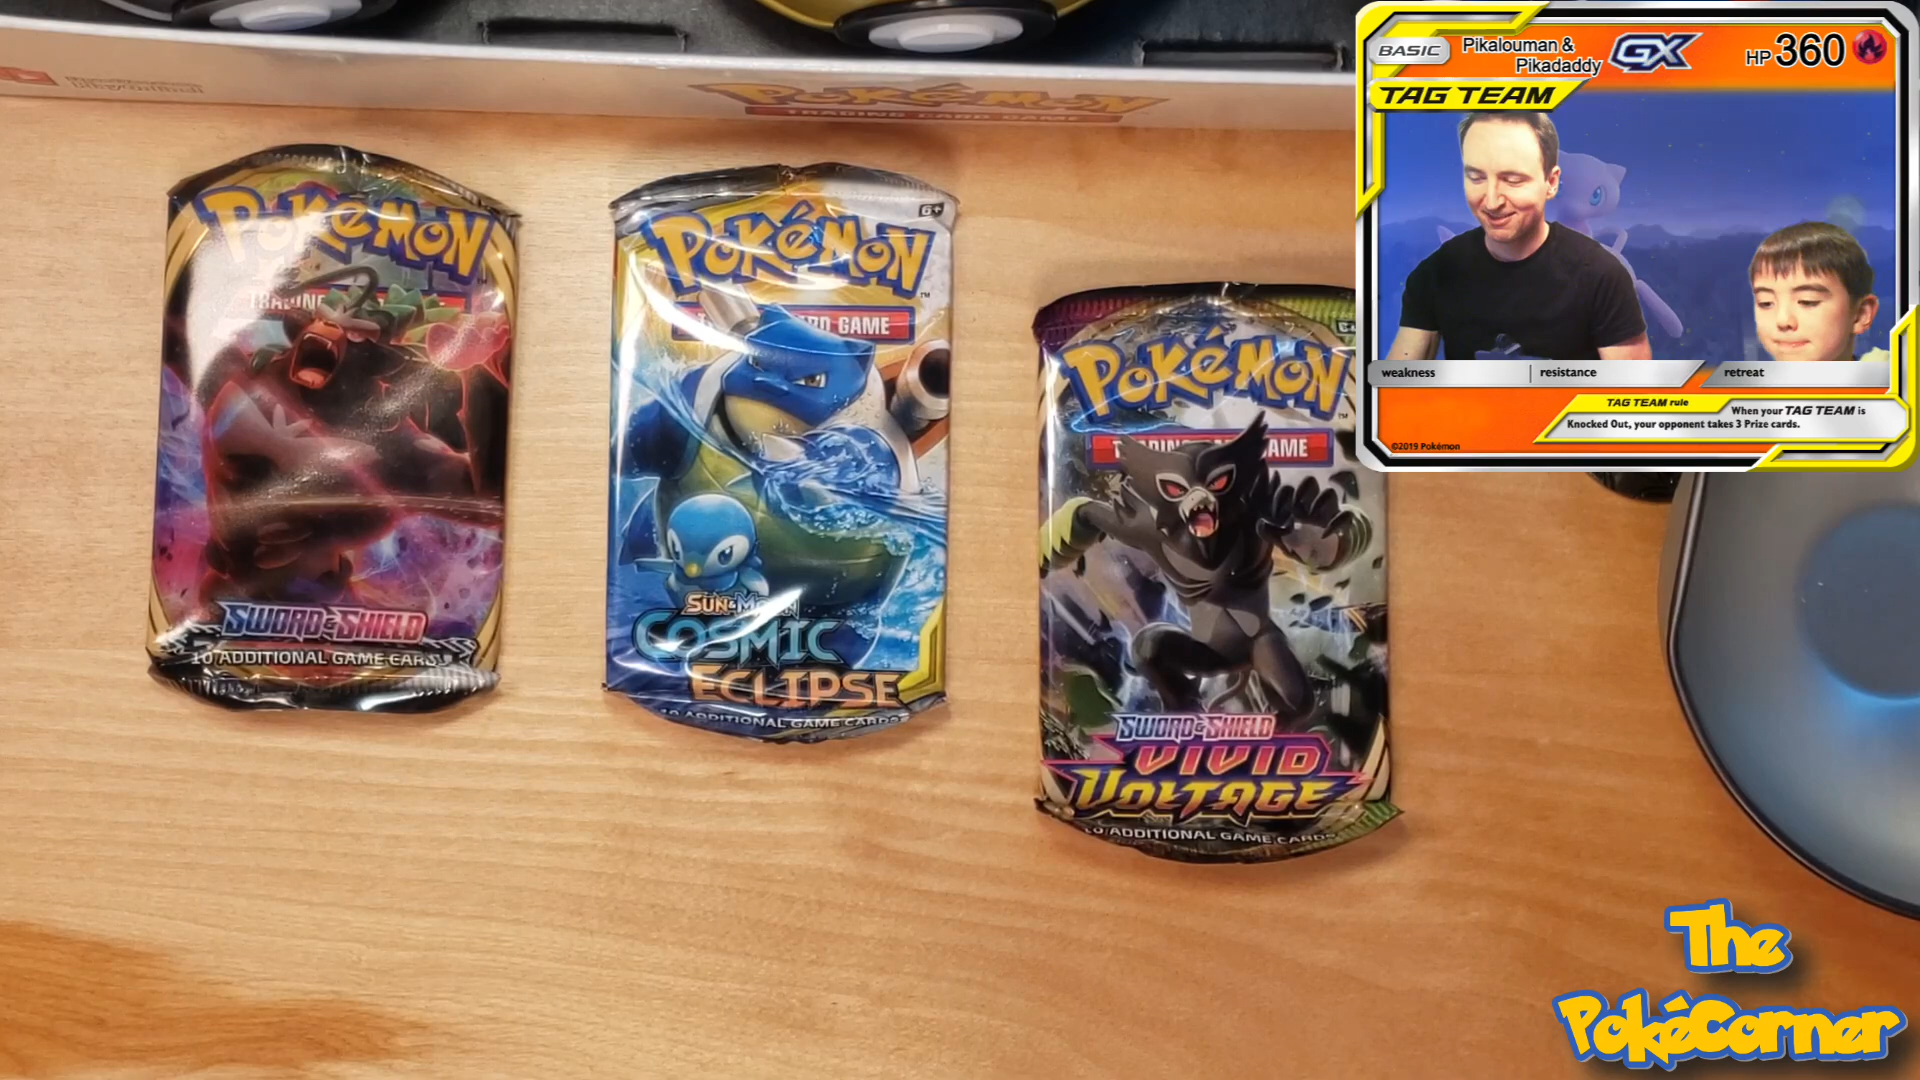 POKÉMON
TRADING CARD GAME
POKÉMON
SWORD & SHIELD
10 ADDITIONAL GAME CARDS
6+
POKÉMON
CARD GAME
SUN & MOON
COSMIC
ECLIPSE
10 ADDITIONAL GAME CARDS
POKÉMON
SWORD & SHIELD
VIVID
VOLTAGE
10 ADDITIONAL GAME CARDS
BASIC
Pikalouman &
Pikadaddy
GX
HP 360
TAG TEAM
weakness
resistance
retreat
TAG TEAM rule
When your TAG TEAM is
Knocked Out, your opponent takes 3 Prize cards.
©2019 Pokémon
The
PokéCorner